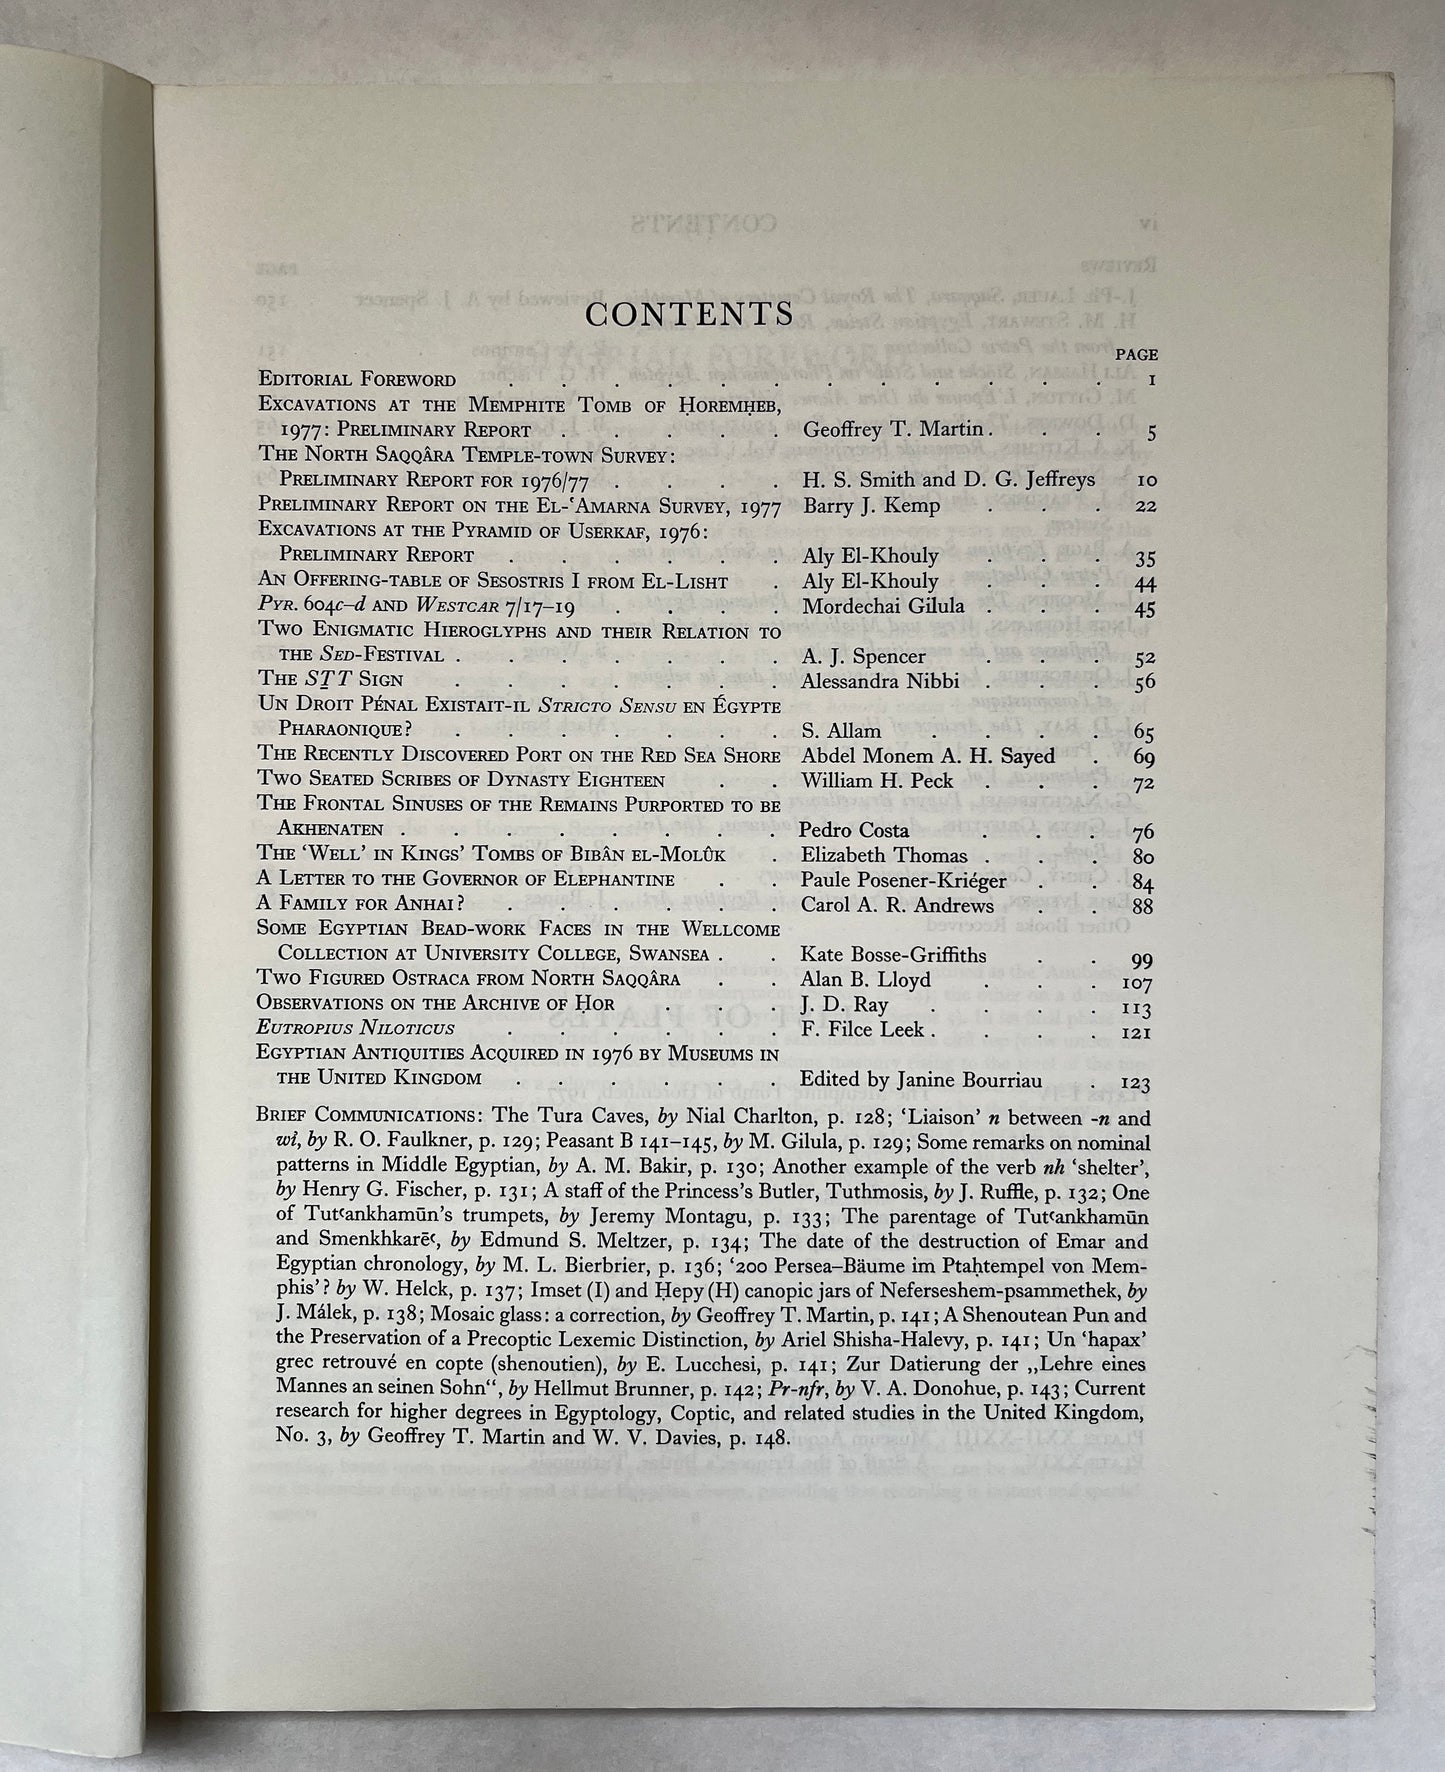 CONTENTS
PAGE
Editorial Foreword . . . . . . . . . . . . 1
Excavations at the Memphite Tomb of Ḥoremḥeb,
1977: Preliminary Report . . . . . Geoffrey T. Martin . . . 5
The North Saqqâra Temple-town Survey:
Preliminary Report for 1976/77 . . . . H. S. Smith and D. G. Jeffreys 10
Preliminary Report on the El-ʿAmarna Survey, 1977 Barry J. Kemp . . . 22
Excavations at the Pyramid of Userkaf, 1976:
Preliminary Report . . . . . . Aly El-Khouly . . . 35
An Offering-table of Sesostris I from El-Lisht . Aly El-Khouly . . . 44
Pyr. 604c–d and Westcar 7/17–19 . . . . Mordechai Gilula . . . 45
Two Enigmatic Hieroglyphs and their Relation to
the Sed-Festival . . . . . . . A. J. Spencer . . . 52
The SṮT Sign . . . . . . . Alessandra Nibbi . . . 56
Un Droit Pénal Existait-il Stricto Sensu en Égypte
Pharaonique? . . . . . . . S. Allam . . . . 65
The Recently Discovered Port on the Red Sea Shore Abdel Monem A. H. Sayed . 69
Two Seated Scribes of Dynasty Eighteen . . William H. Peck . . . 72
The Frontal Sinuses of the Remains Purported to be
Akhenaten . . . . . . . . Pedro Costa . . . . 76
The ‘Well’ in Kings’ Tombs of Bibân el-Molûk . Elizabeth Thomas . . . 80
A Letter to the Governor of Elephantine . . Paule Posener-Kriéger . . 84
A Family for Anhai? . . . . . . Carol A. R. Andrews . . 88
Some Egyptian Bead-work Faces in the Wellcome
Collection at University College, Swansea . . Kate Bosse-Griffiths . . 99
Two Figured Ostraca from North Saqqâra . . Alan B. Lloyd . . . 107
Observations on the Archive of Ḥor . . . J. D. Ray . . . . 113
Eutropius Niloticus . . . . . . F. Filce Leek . . . . 121
Egyptian Antiquities Acquired in 1976 by Museums in
the United Kingdom . . . . . . Edited by Janine Bourriau . 123
Brief Communications: The Tura Caves, by Nial Charlton, p. 128; ‘Liaison’ n between -n and
wỉ, by R. O. Faulkner, p. 129; Peasant B 141–145, by M. Gilula, p. 129; Some remarks on nominal
patterns in Middle Egyptian, by A. M. Bakir, p. 130; Another example of the verb nh ‘shelter’,
by Henry G. Fischer, p. 131; A staff of the Princess’s Butler, Tuthmosis, by J. Ruffle, p. 132; One
of Tutʿankhamūn’s trumpets, by Jeremy Montagu, p. 133; The parentage of Tutʿankhamūn
and Smenkhkarēʿ, by Edmund S. Meltzer, p. 134; The date of the destruction of Emar and
Egyptian chronology, by M. L. Bierbrier, p. 136; ‘200 Persea–Bäume im Ptaḥtempel von Mem-
phis’? by W. Helck, p. 137; Imset (I) and Ḥepy (H) canopic jars of Neferseshem-psammethek, by
J. Málek, p. 138; Mosaic glass: a correction, by Geoffrey T. Martin, p. 141; A Shenoutean Pun and
the Preservation of a Precoptic Lexemic Distinction, by Ariel Shisha-Halevy, p. 141; Un ‘hapax’
grec retrouvé en copte (shenoutien), by E. Lucchesi, p. 141; Zur Datierung der „Lehre eines
Mannes an seinen Sohn“, by Hellmut Brunner, p. 142; Pr-nfr, by V. A. Donohue, p. 143; Current
research for higher degrees in Egyptology, Coptic, and related studies in the United Kingdom,
No. 3, by Geoffrey T. Martin and W. V. Davies, p. 148.